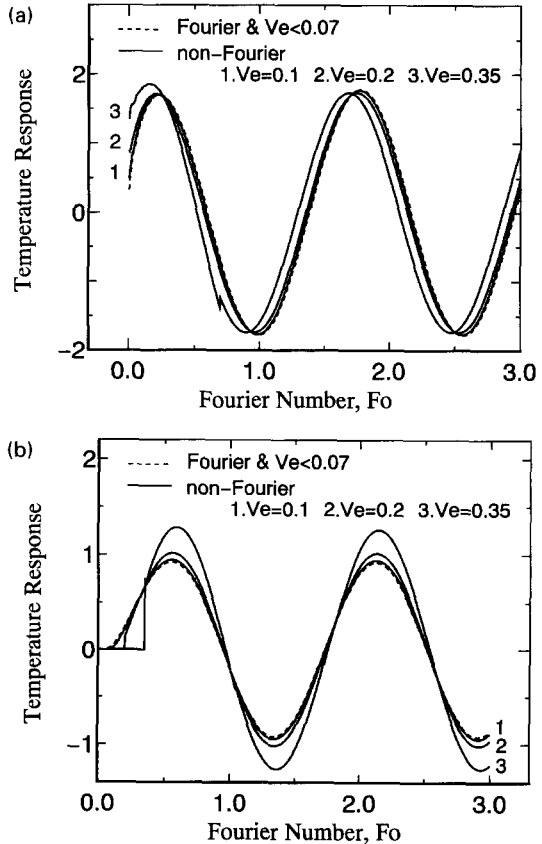 (a)
Fourier & Ve<0.07
non-Fourier
1.Ve=0.1 2.Ve=0.2 3.Ve=0.35
2
0
-2
Temperature Response
3
2
1
0.0 1.0 2.0 3.0
Fourier Number, Fo
(b)
Fourier & Ve<0.07
non-Fourier
1.Ve=0.1 2.Ve=0.2 3.Ve=0.35
2
1
0
-1
Temperature Response
1
2
3
0.0 1.0 2.0 3.0
Fourier Number, Fo